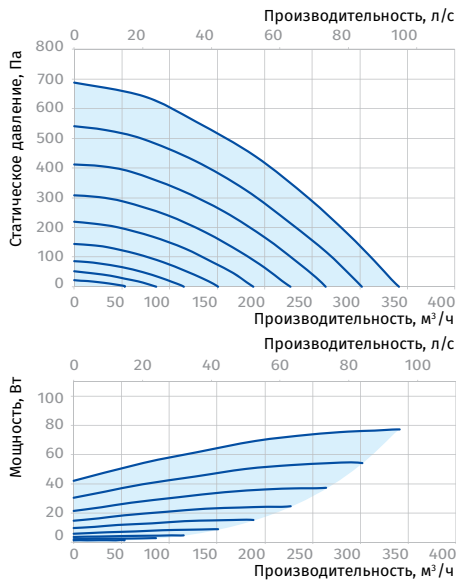 Производительность, л/с
0 20 40 60 80 100
Статическое давление, Па
800
700
600
500
400
300
200
100
0
0 50 100 150 200 250 300 350 400
Производительность, м³/ч
Производительность, л/с
0 20 40 60 80 100
Мощность, Вт
100
80
60
40
20
0
0 50 100 150 200 250 300 350 400
Производительность, м³/ч